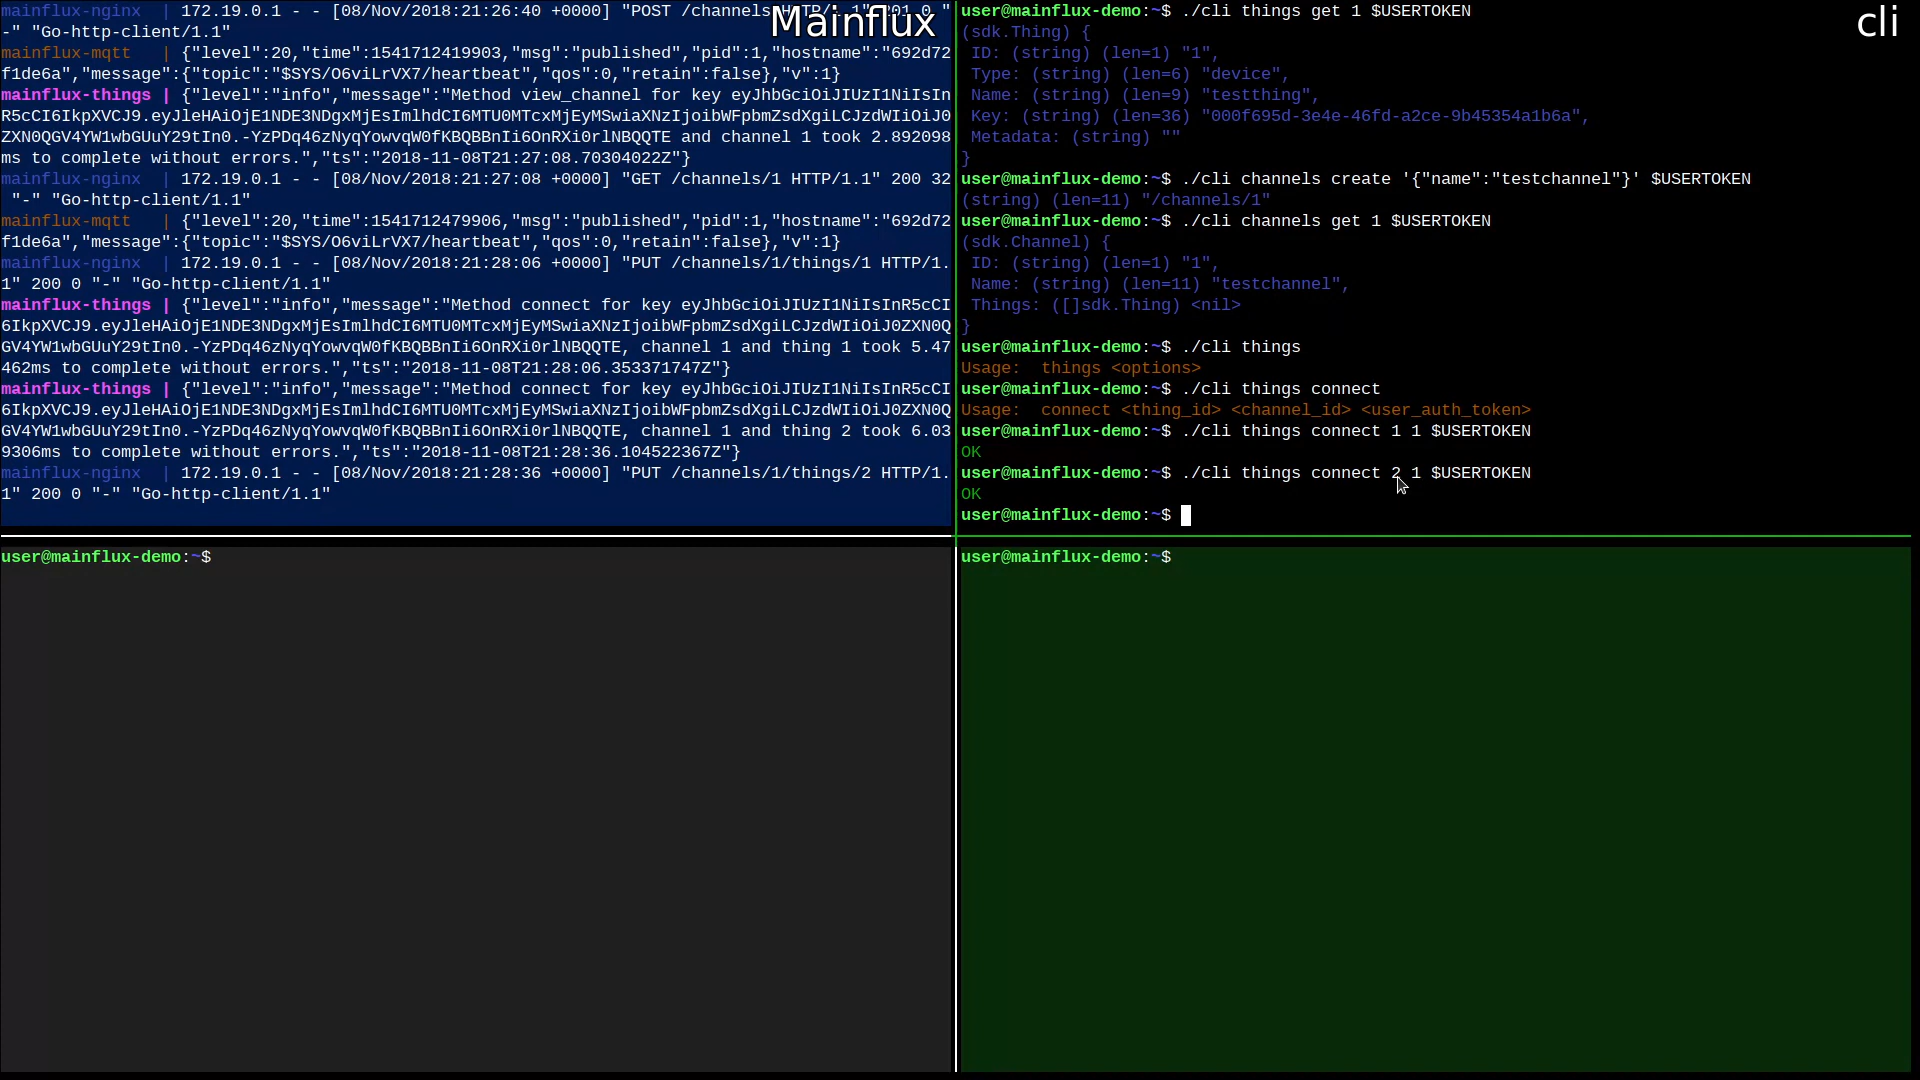 mainflux-nginx  | 172.19.0.1 - - [08/Nov/2018:21:26:40 +0000] "POST /channels HTTP/1.1" 201 0 "
-" "Go-http-client/1.1"
mainflux-mqtt   | {"level":20,"time":1541712419903,"msg":"published","pid":1,"hostname":"692d72
f1de6a","message":{"topic":"$SYS/O6viLrVX7/heartbeat","qos":0,"retain":false},"v":1}
mainflux-things | {"level":"info","message":"Method view_channel for key eyJhbGciOiJIUzI1NiIsIn
R5cCI6IkpXVCJ9.eyJleHAiOjE1NDE3NDgxMjEsImlhdCI6MTU0MTcxMjEyMSwiaXNzIjoibWFpbmZsdXgiLCJzdWIiOiJ0
ZXN0QGV4YW1wbGUuY29tIn0.-YzPDq46zNyqYowvqW0fKBQBBnIi6OnRXi0rlNBQQTE and channel 1 took 2.892098
ms to complete without errors.","ts":"2018-11-08T21:27:08.70304022Z"}
mainflux-nginx  | 172.19.0.1 - - [08/Nov/2018:21:27:08 +0000] "GET /channels/1 HTTP/1.1" 200 32
 "-" "Go-http-client/1.1"
mainflux-mqtt   | {"level":20,"time":1541712479906,"msg":"published","pid":1,"hostname":"692d72
f1de6a","message":{"topic":"$SYS/O6viLrVX7/heartbeat","qos":0,"retain":false},"v":1}
mainflux-nginx  | 172.19.0.1 - - [08/Nov/2018:21:28:06 +0000] "PUT /channels/1/things/1 HTTP/1.
1" 200 0 "-" "Go-http-client/1.1"
mainflux-things | {"level":"info","message":"Method connect for key eyJhbGciOiJIUzI1NiIsInR5cCI
6IkpXVCJ9.eyJleHAiOjE1NDE3NDgxMjEsImlhdCI6MTU0MTcxMjEyMSwiaXNzIjoibWFpbmZsdXgiLCJzdWIiOiJ0ZXN0Q
GV4YW1wbGUuY29tIn0.-YzPDq46zNyqYowvqW0fKBQBBnIi6OnRXi0rlNBQQTE, channel 1 and thing 1 took 5.47
462ms to complete without errors.","ts":"2018-11-08T21:28:06.353371747Z"}
mainflux-things | {"level":"info","message":"Method connect for key eyJhbGciOiJIUzI1NiIsInR5cCI
6IkpXVCJ9.eyJleHAiOjE1NDE3NDgxMjEsImlhdCI6MTU0MTcxMjEyMSwiaXNzIjoibWFpbmZsdXgiLCJzdWIiOiJ0ZXN0Q
GV4YW1wbGUuY29tIn0.-YzPDq46zNyqYowvqW0fKBQBBnIi6OnRXi0rlNBQQTE, channel 1 and thing 2 took 6.03
9306ms to complete without errors.","ts":"2018-11-08T21:28:36.104522367Z"}
mainflux-nginx  | 172.19.0.1 - - [08/Nov/2018:21:28:36 +0000] "PUT /channels/1/things/2 HTTP/1.
1" 200 0 "-" "Go-http-client/1.1"
Mainflux
user@mainflux-demo:~$ ./cli things get 1 $USERTOKEN
(sdk.Thing) {
 ID: (string) (len=1) "1",
 Type: (string) (len=6) "device",
 Name: (string) (len=9) "testthing",
 Key: (string) (len=36) "000f695d-3e4e-46fd-a2ce-9b45354a1b6a",
 Metadata: (string) ""
}
user@mainflux-demo:~$ ./cli channels create '{"name":"testchannel"}' $USERTOKEN
(string) (len=11) "/channels/1"
user@mainflux-demo:~$ ./cli channels get 1 $USERTOKEN
(sdk.Channel) {
 ID: (string) (len=1) "1",
 Name: (string) (len=11) "testchannel",
 Things: ([]sdk.Thing) <nil>
}
user@mainflux-demo:~$ ./cli things
Usage:  things <options>
user@mainflux-demo:~$ ./cli things connect
Usage:  connect <thing_id> <channel_id> <user_auth_token>
user@mainflux-demo:~$ ./cli things connect 1 1 $USERTOKEN
OK
user@mainflux-demo:~$ ./cli things connect 2 1 $USERTOKEN
OK
user@mainflux-demo:~$
cli
user@mainflux-demo:~$
user@mainflux-demo:~$